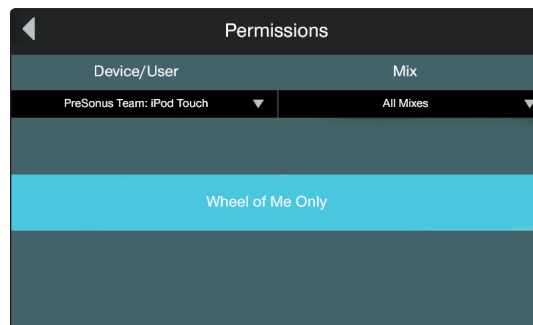 Permissions
Device/User Mix
PreSonus Team: iPod Touch All Mixes
Wheel of Me Only